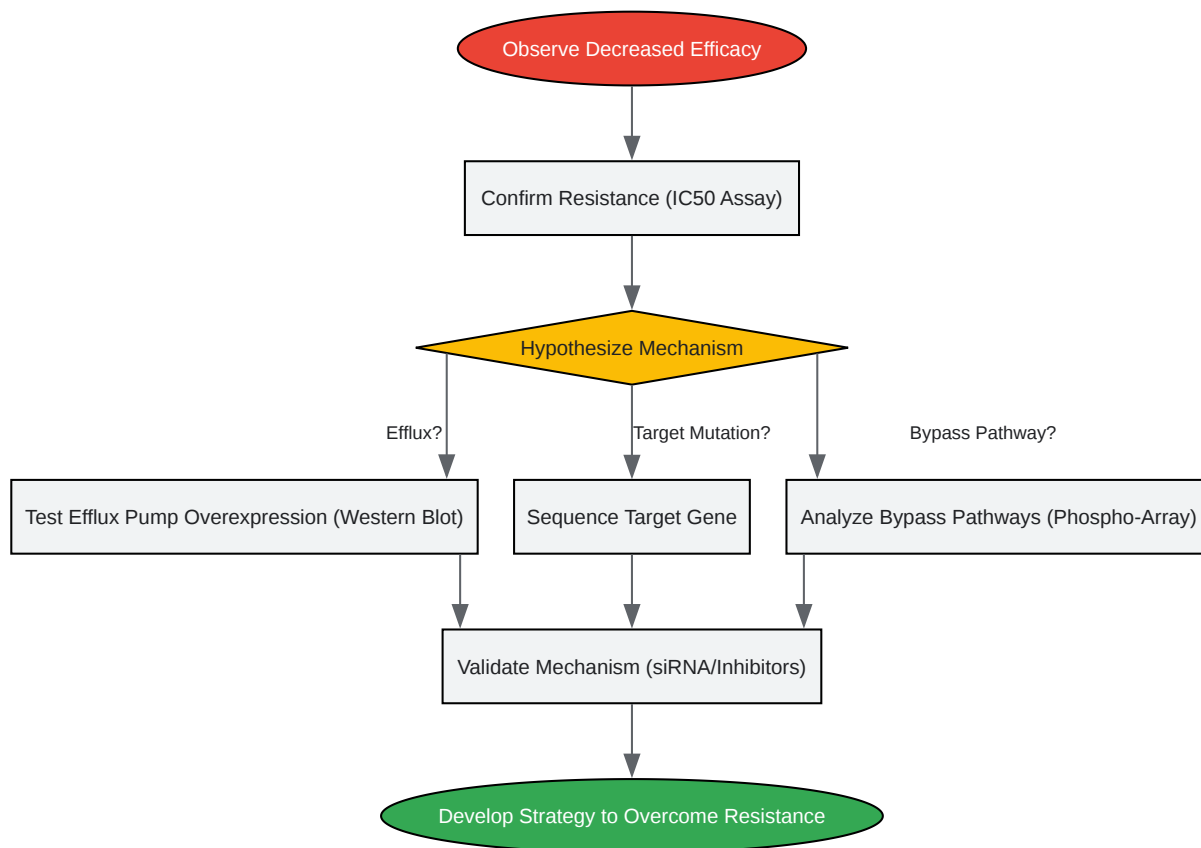 Observe Decreased Efficacy
Confirm Resistance (IC50 Assay)
Hypothesize Mechanism
Efflux?
Target Mutation?
Bypass Pathway?
Test Efflux Pump Overexpression (Western Blot)
Sequence Target Gene
Analyze Bypass Pathways (Phospho-Array)
Validate Mechanism (siRNA/Inhibitors)
Develop Strategy to Overcome Resistance